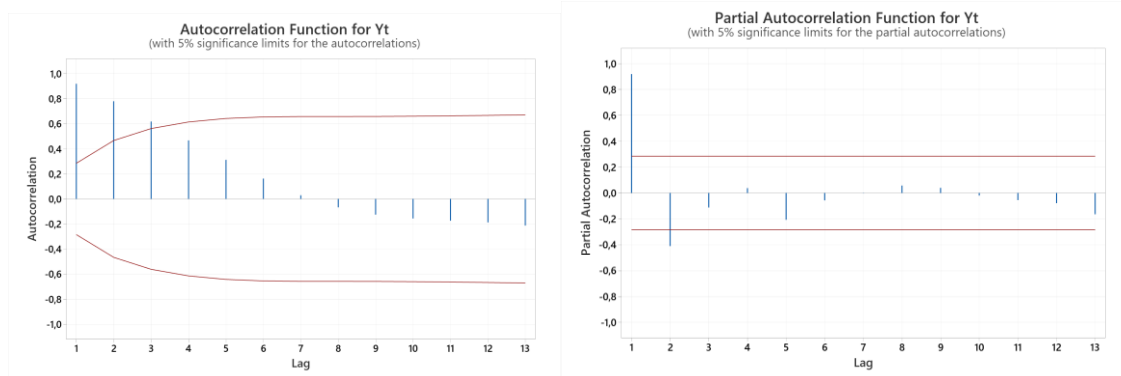 Autocorrelation Function for Yt
(with 5% significance limits for the autocorrelations)
Autocorrelation
1,0
0,8
0,6
0,4
0,2
0,0
-0,2
-0,4
-0,6
-0,8
-1,0
1 2 3 4 5 6 7 8 9 10 11 12 13
Lag
Partial Autocorrelation Function for Yt
(with 5% significance limits for the partial autocorrelations)
Partial Autocorrelation
1,0
0,8
0,6
0,4
0,2
0,0
-0,2
-0,4
-0,6
-0,8
-1,0
1 2 3 4 5 6 7 8 9 10 11 12 13
Lag